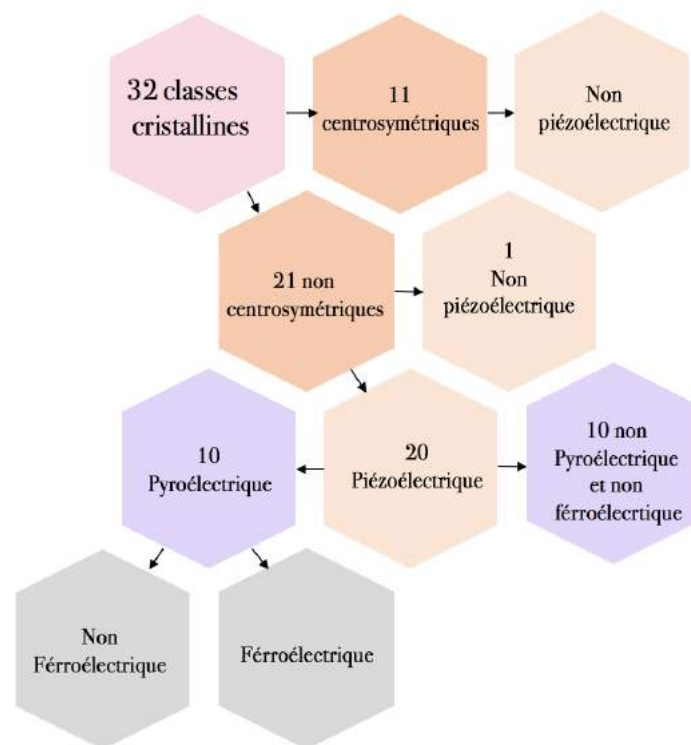 32 classes
cristallines
11
centrosymétriques
Non
piézoélectrique
21 non
centrosymétriques
1
Non
piézoélectrique
10
Pyroélectrique
20
Piézoélectrique
10 non
Pyroélectrique
et non
férroélecrtique
Non
Férroélectrique
Férroélectrique